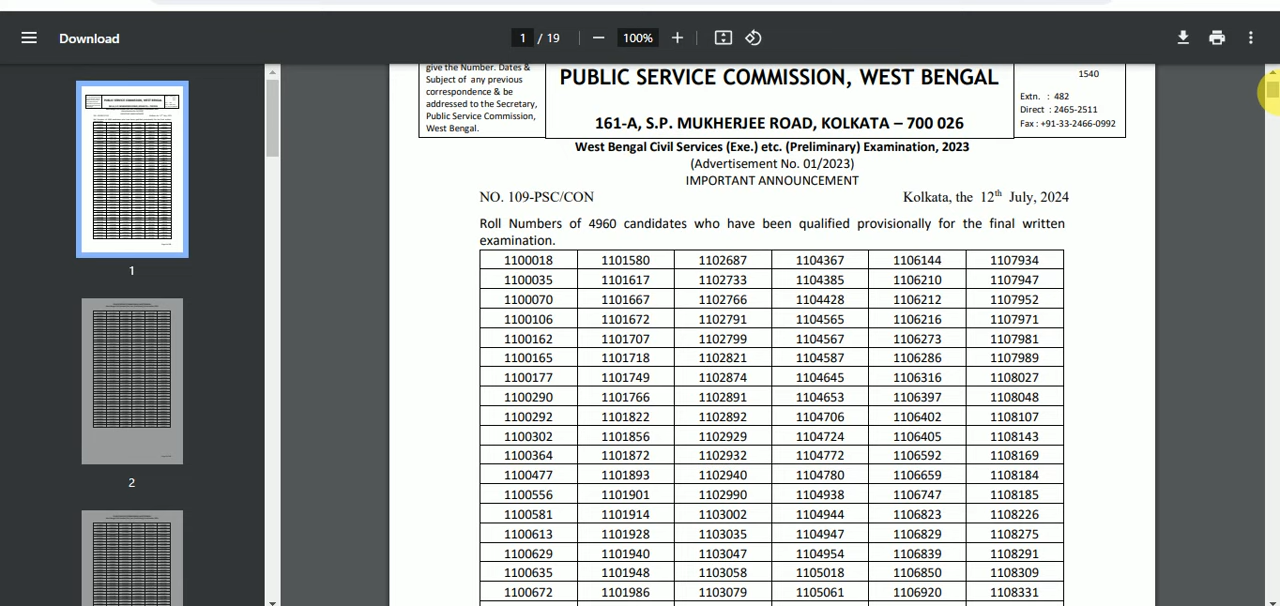 Download
1 / 19
100%
1
2
give the Number. Dates &
Subject of any previous
correspondence & be
addressed to the Secretary,
Public Service Commission,
West Bengal.
PUBLIC SERVICE COMMISSION, WEST BENGAL
161-A, S.P. MUKHERJEE ROAD, KOLKATA – 700 026
1540
Extn. : 482
Direct : 2465-2511
Fax : +91-33-2466-0992
West Bengal Civil Services (Exe.) etc. (Preliminary) Examination, 2023
(Advertisement No. 01/2023)
IMPORTANT ANNOUNCEMENT
NO. 109-PSC/CON Kolkata, the 12th July, 2024
Roll Numbers of 4960 candidates who have been qualified provisionally for the final written
examination.
1100018 1101580 1102687 1104367 1106144 1107934
1100035 1101617 1102733 1104385 1106210 1107947
1100070 1101667 1102766 1104428 1106212 1107952
1100106 1101672 1102791 1104565 1106216 1107971
1100162 1101707 1102799 1104567 1106273 1107981
1100165 1101718 1102821 1104587 1106286 1107989
1100177 1101749 1102874 1104645 1106316 1108027
1100290 1101766 1102891 1104653 1106397 1108048
1100292 1101822 1102892 1104706 1106402 1108107
1100302 1101856 1102929 1104724 1106405 1108143
1100364 1101872 1102932 1104772 1106592 1108169
1100477 1101893 1102940 1104780 1106659 1108184
1100556 1101901 1102990 1104938 1106747 1108185
1100581 1101914 1103002 1104944 1106823 1108226
1100613 1101928 1103035 1104947 1106829 1108275
1100629 1101940 1103047 1104954 1106839 1108291
1100635 1101948 1103058 1105018 1106850 1108309
1100672 1101986 1103079 1105061 1106920 1108331